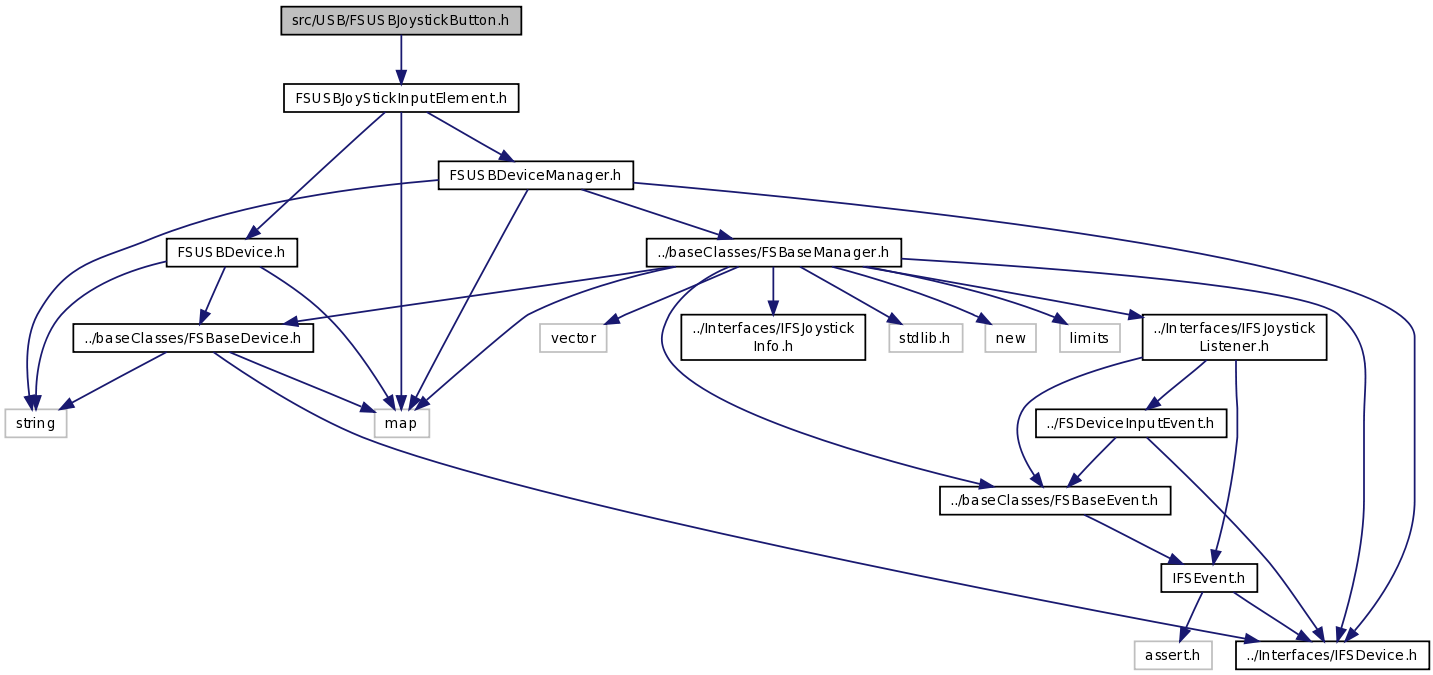 src/USB/FSUSBJoystickButton.h
FSUSBJoyStickInputElement.h
FSUSBDeviceManager.h
FSUSBDevice.h
../baseClasses/FSBaseManager.h
../baseClasses/FSBaseDevice.h
vector
../Interfaces/IFSJoystick
Info.h
stdlib.h
new
limits
../Interfaces/IFSJoystick
Listener.h
string
map
../FSDeviceInputEvent.h
../baseClasses/FSBaseEvent.h
IFSEvent.h
assert.h
../Interfaces/IFSDevice.h